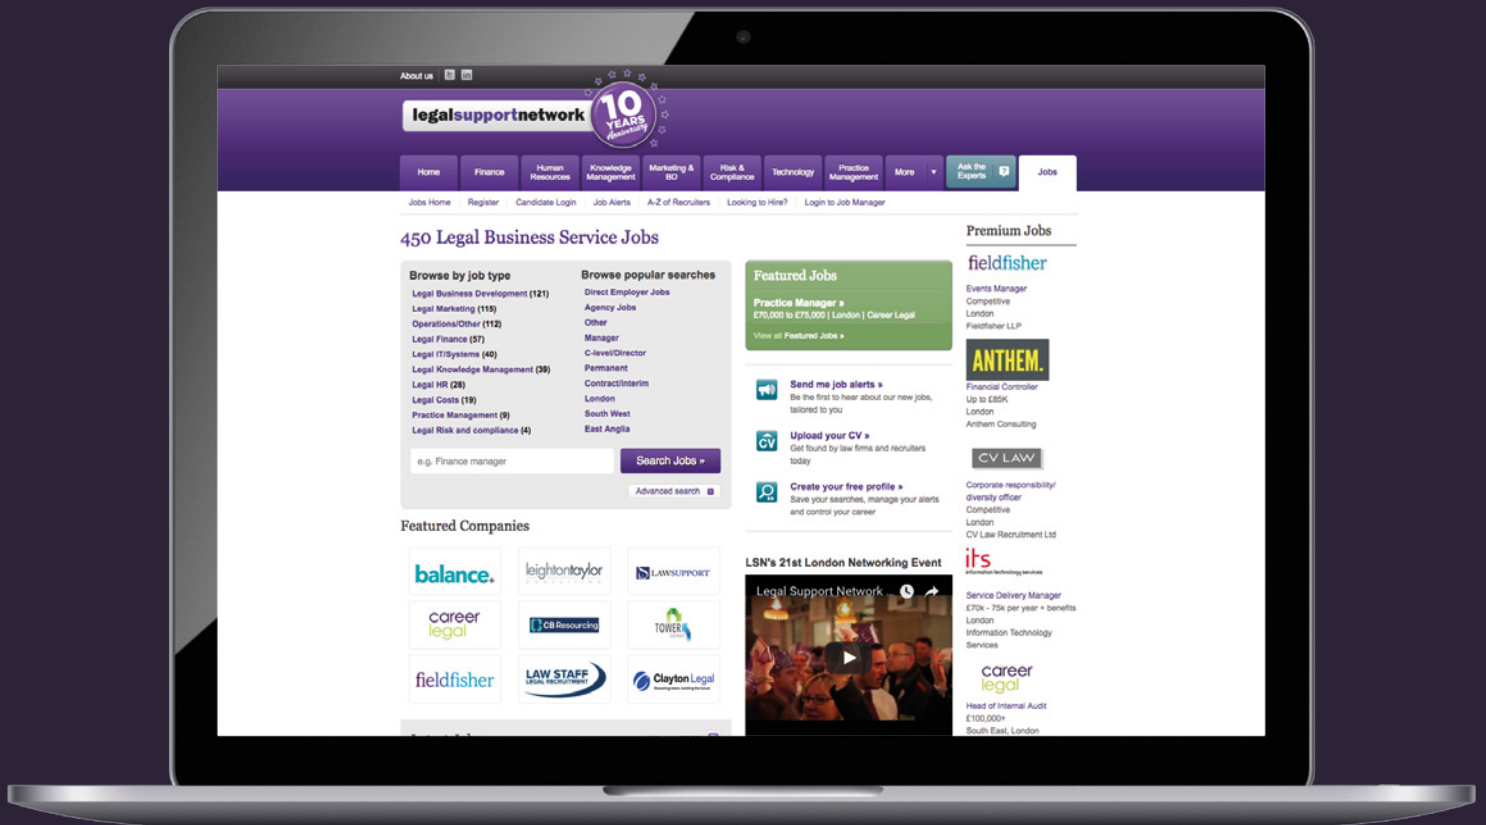 About us
legalsupportnetwork
10
YEARS
Anniversary
Home
Finance
Human
Resources
Knowledge
Management
Marketing &
BD
Risk &
Compliance
Technology
Practice
Management
More
Ask the
Experts
?
Jobs
Jobs Home
Register
Candidate Login
Job Alerts
A-Z of Recruiters
Looking to Hire?
Login to Job Manager
450 Legal Business Service Jobs
Browse by job type
Legal Business Development (121)
Legal Marketing (115)
Operations/Other (112)
Legal Finance (57)
Legal IT/Systems (40)
Legal Knowledge Management (39)
Legal HR (28)
Legal Costs (19)
Practice Management (9)
Legal Risk and compliance (4)
Browse popular searches
Direct Employer Jobs
Agency Jobs
Other
Manager
C-level/Director
Permanent
Contract/Interim
London
South West
East Anglia
e.g. Finance manager
Search Jobs »
Advanced search
Featured Companies
balance.
leightontaylor
CONSULTING
LAWSUPPORT
career
legal
CB Resourcing
TOWER
fieldfisher
LAW STAFF
LEGAL RECRUITMENT
Clayton Legal
Featured Jobs
Practice Manager »
£70,000 to £75,000 | London | Career Legal
View all Featured Jobs »
Send me job alerts »
Be the first to hear about our new jobs,
tailored to you
CV
Upload your CV »
Get found by law firms and recruiters
today
Create your free profile »
Save your searches, manage your alerts
and control your career
LSN's 21st London Networking Event
Legal Support Network ...
Premium Jobs
fieldfisher
Events Manager
Competitive
London
Fieldfisher LLP
ANTHEM.
Financial Controller
Up to £85K
London
Anthem Consulting
CV LAW
Corporate responsibility/
diversity officer
Competitive
London
CV Law Recruitment Ltd
its
information technology services
Service Delivery Manager
£70k - 75k per year + benefits
London
Information Technology
Services
career
legal
Head of Internal Audit
£100,000+
South East, London